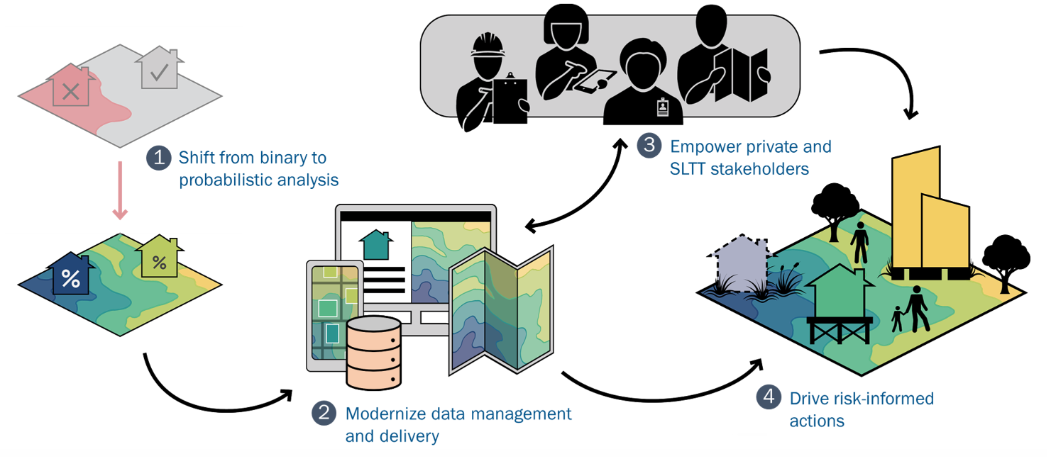 1 Shift from binary to
probabilistic analysis
%
%
2 Modernize data management
and delivery
3 Empower private and
SLTT stakeholders
4 Drive risk-informed
actions